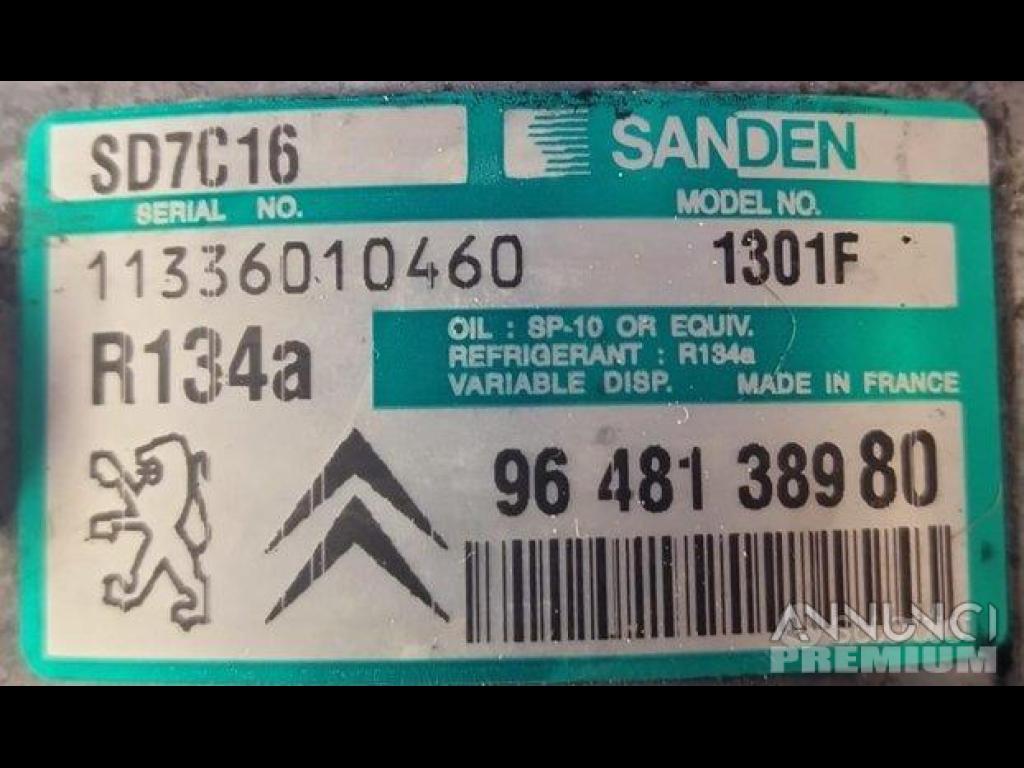 SD7C16
SANDEN
SERIAL NO.
MODEL NO.
11336010460
1301F
R134a
OIL : SP-10 OR EQUIV.
REFRIGERANT : R134a
VARIABLE DISP. MADE IN FRANCE
96 481 389 80
ANNUNCI
PREMIUM